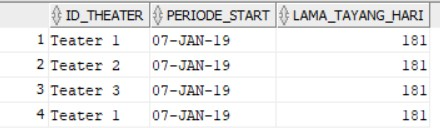 ID_THEATER PERIODE_START LAMA_TAYANG_HARI
1 Teater 1 07-JAN-19 181
2 Teater 2 07-JAN-19 181
3 Teater 3 07-JAN-19 181
4 Teater 1 07-JAN-19 181